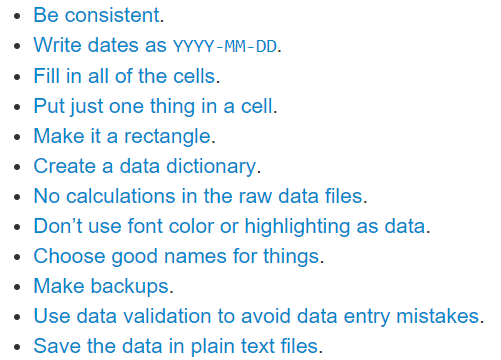 • Be consistent.
• Write dates as YYYY-MM-DD.
• Fill in all of the cells.
• Put just one thing in a cell.
• Make it a rectangle.
• Create a data dictionary.
• No calculations in the raw data files.
• Don’t use font color or highlighting as data.
• Choose good names for things.
• Make backups.
• Use data validation to avoid data entry mistakes.
• Save the data in plain text files.